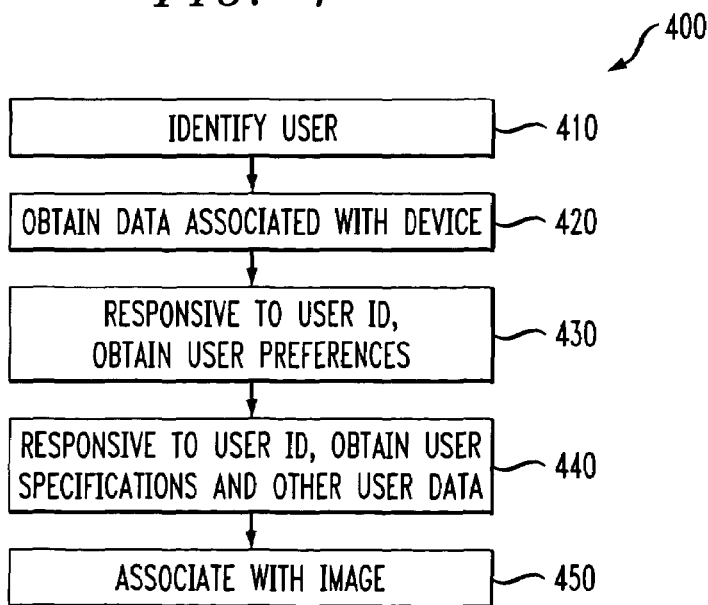 400
IDENTIFY USER
410
OBTAIN DATA ASSOCIATED WITH DEVICE
420
RESPONSIVE TO USER ID,
OBTAIN USER PREFERENCES
430
RESPONSIVE TO USER ID, OBTAIN USER
SPECIFICATIONS AND OTHER USER DATA
440
ASSOCIATE WITH IMAGE
450